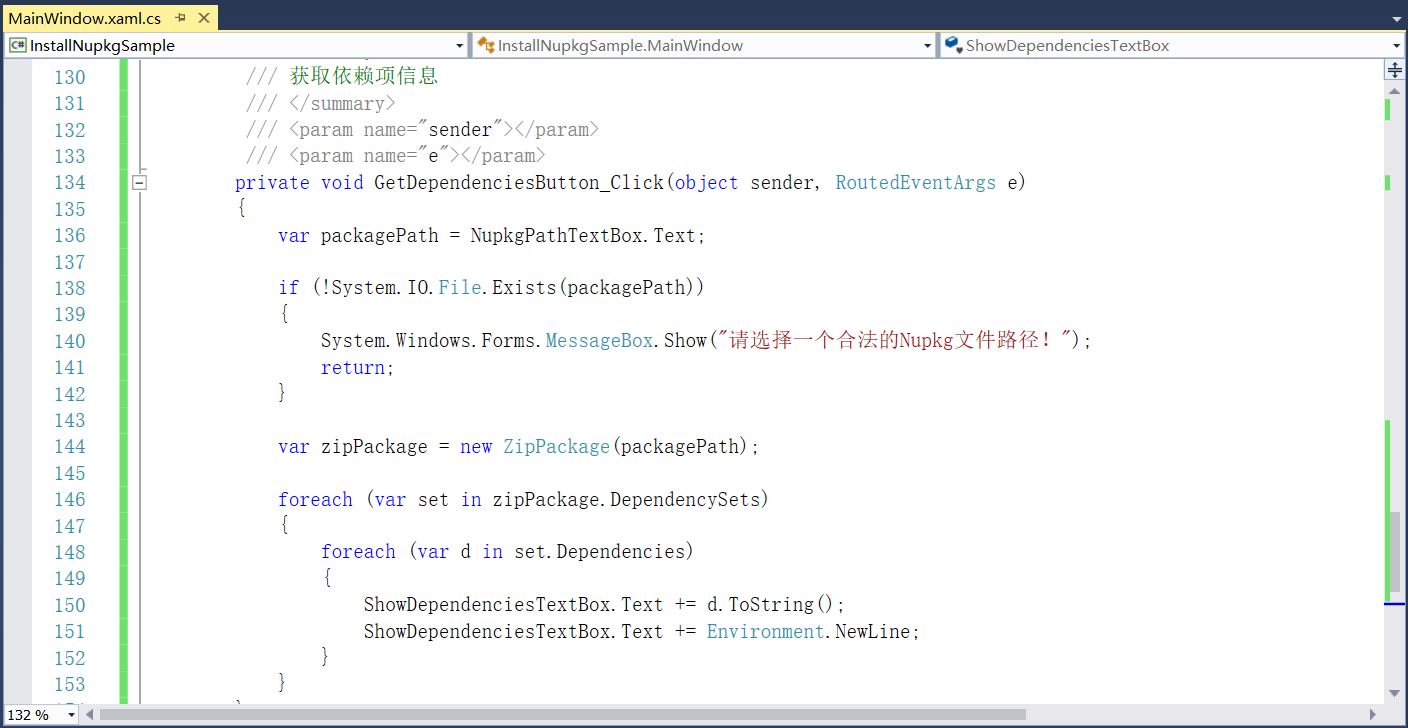 MainWindow.xaml.cs
InstallNupkgSample
InstallNupkgSample.MainWindow
ShowDependenciesTextBox
130 /// 获取依赖项信息
131 /// </summary>
132 /// <param name="sender"></param>
133 /// <param name="e"></param>
134 private void GetDependenciesButton_Click(object sender, RoutedEventArgs e)
135 {
136 var packagePath = NupkgPathTextBox.Text;
137
138 if (!System.IO.File.Exists(packagePath))
139 {
140 System.Windows.Forms.MessageBox.Show("请选择一个合法的Nupkg文件路径！");
141 return;
142 }
143
144 var zipPackage = new ZipPackage(packagePath);
145
146 foreach (var set in zipPackage.DependencySets)
147 {
148 foreach (var d in set.Dependencies)
149 {
150 ShowDependenciesTextBox.Text += d.ToString();
151 ShowDependenciesTextBox.Text += Environment.NewLine;
152 }
153 }
132 %